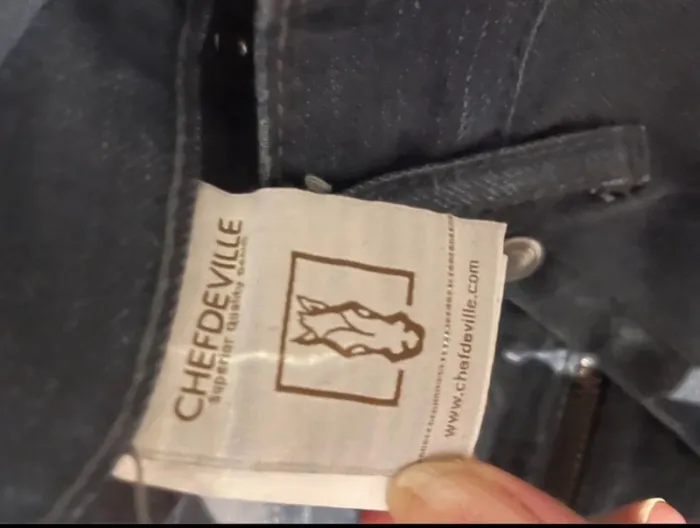 CHEFDEVILLE
Superior Quality Denim
www.chefdeville.com